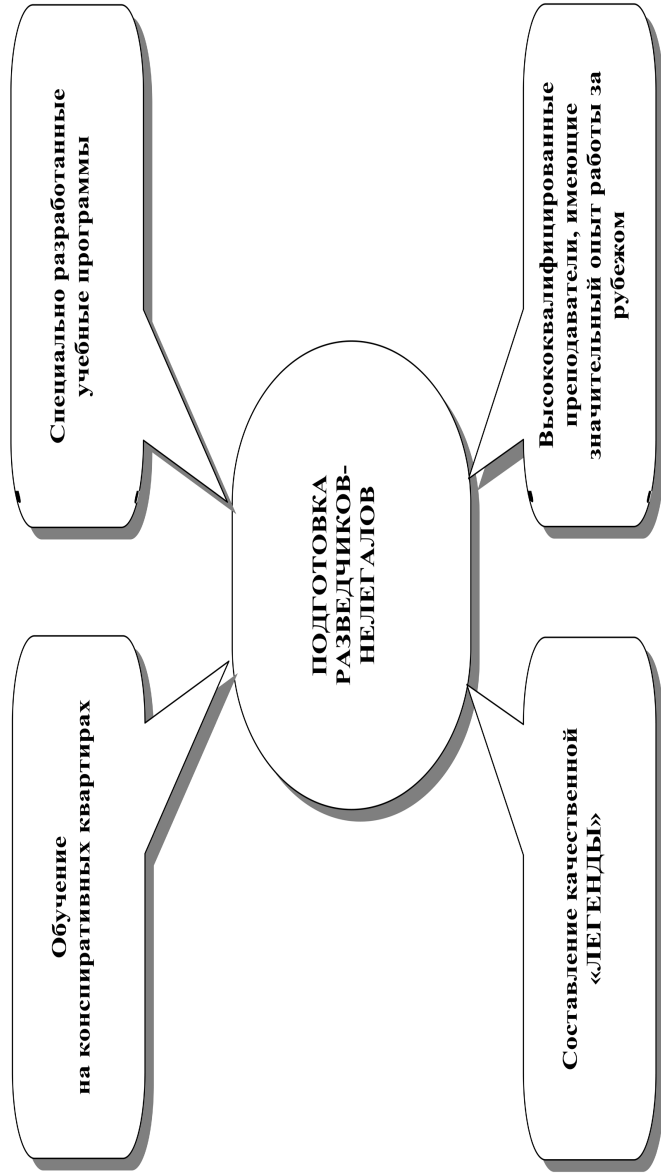 Обучение
на конспиративных квартирах
Специально разработанные
учебные программы
ПОДГОТОВКА
РАЗВЕДЧИКОВ-
НЕЛЕГАЛОВ
Составление качественной
«ЛЕГЕНДЫ»
Высококвалифицированные
преподаватели, имеющие
значительный опыт работы за
рубежом